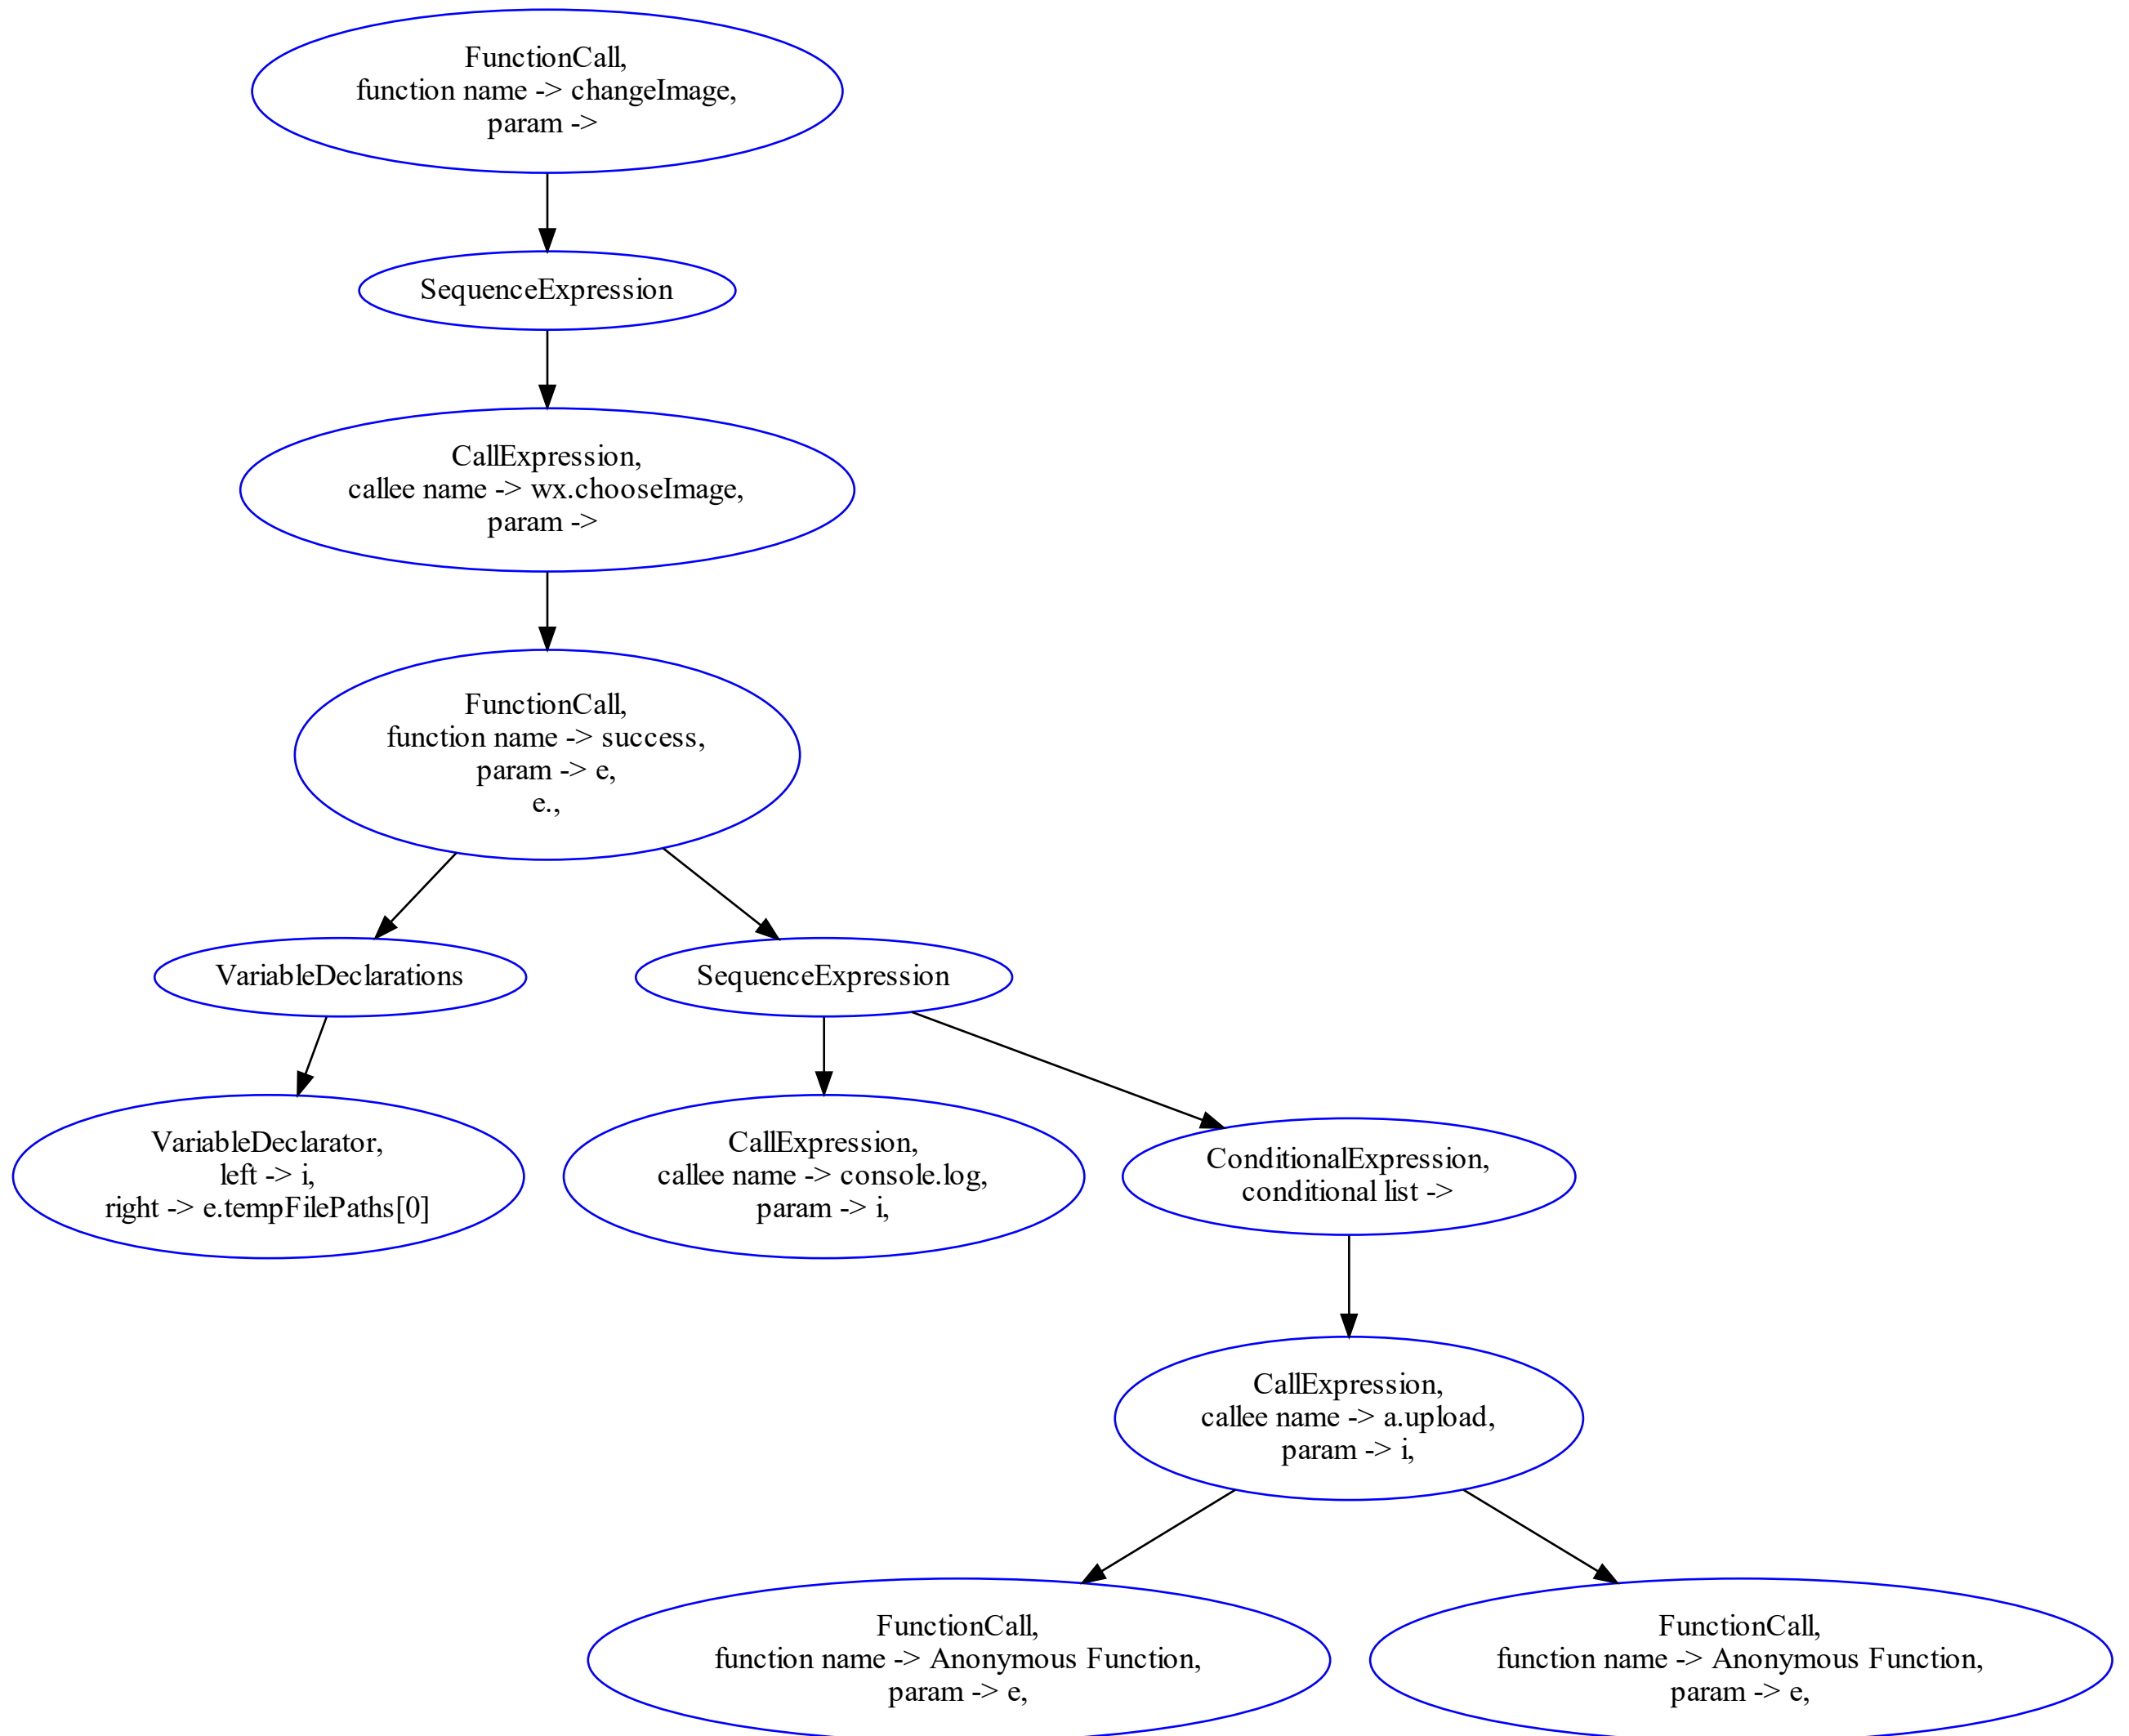 FunctionCall,
function name -> changeImage,
param ->
SequenceExpression
CallExpression,
callee name -> wx.chooseImage,
param ->
FunctionCall,
function name -> success,
param -> e,
e.,
VariableDeclarations
SequenceExpression
VariableDeclarator,
left -> i,
right -> e.tempFilePaths[0]
CallExpression,
callee name -> console.log,
param -> i,
ConditionalExpression,
conditional list ->
CallExpression,
callee name -> a.upload,
param -> i,
FunctionCall,
function name -> Anonymous Function,
param -> e,
FunctionCall,
function name -> Anonymous Function,
param -> e,